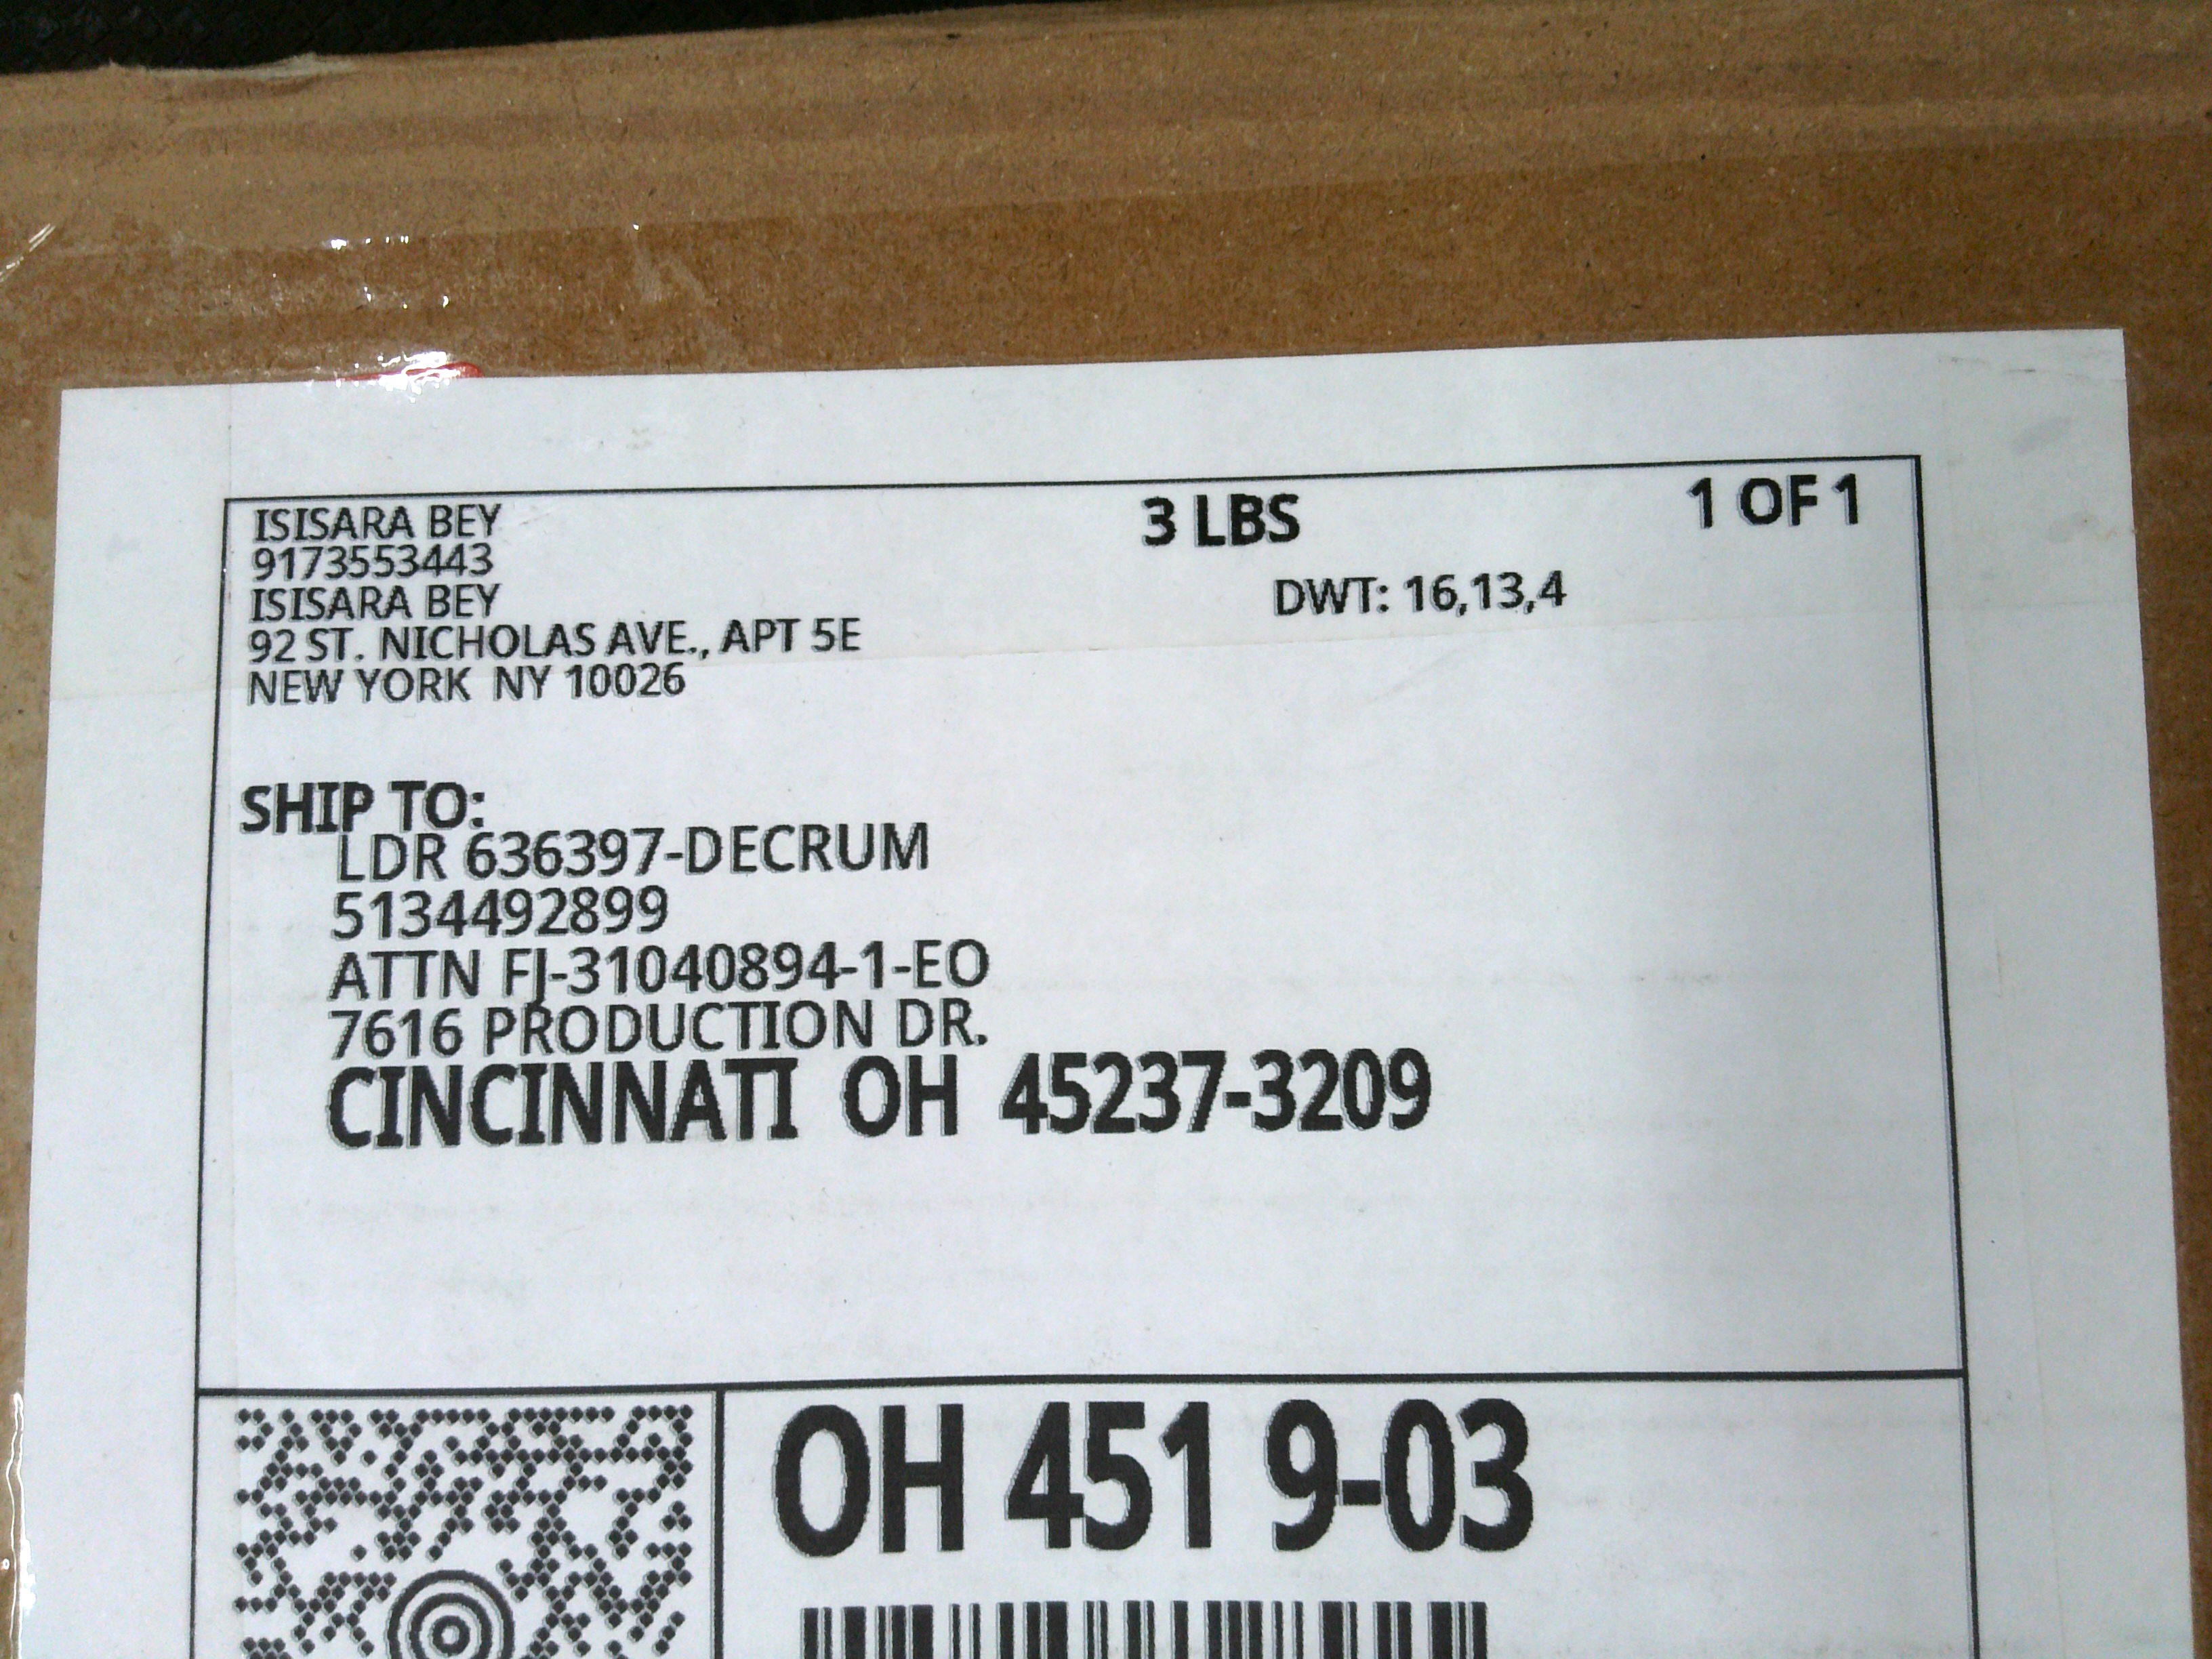 ISISARA BEY
9173553443
ISISARA BEY
92 ST. NICHOLAS AVE., APT 5E
NEW YORK  NY 10026
3 LBS
1 OF 1
DWT: 16,13,4
SHIP TO:
LDR 636397-DECRUM
5134492899
ATTN FJ-31040894-1-EO
7616 PRODUCTION DR.
CINCINNATI  OH  45237-3209
OH 451 9-03